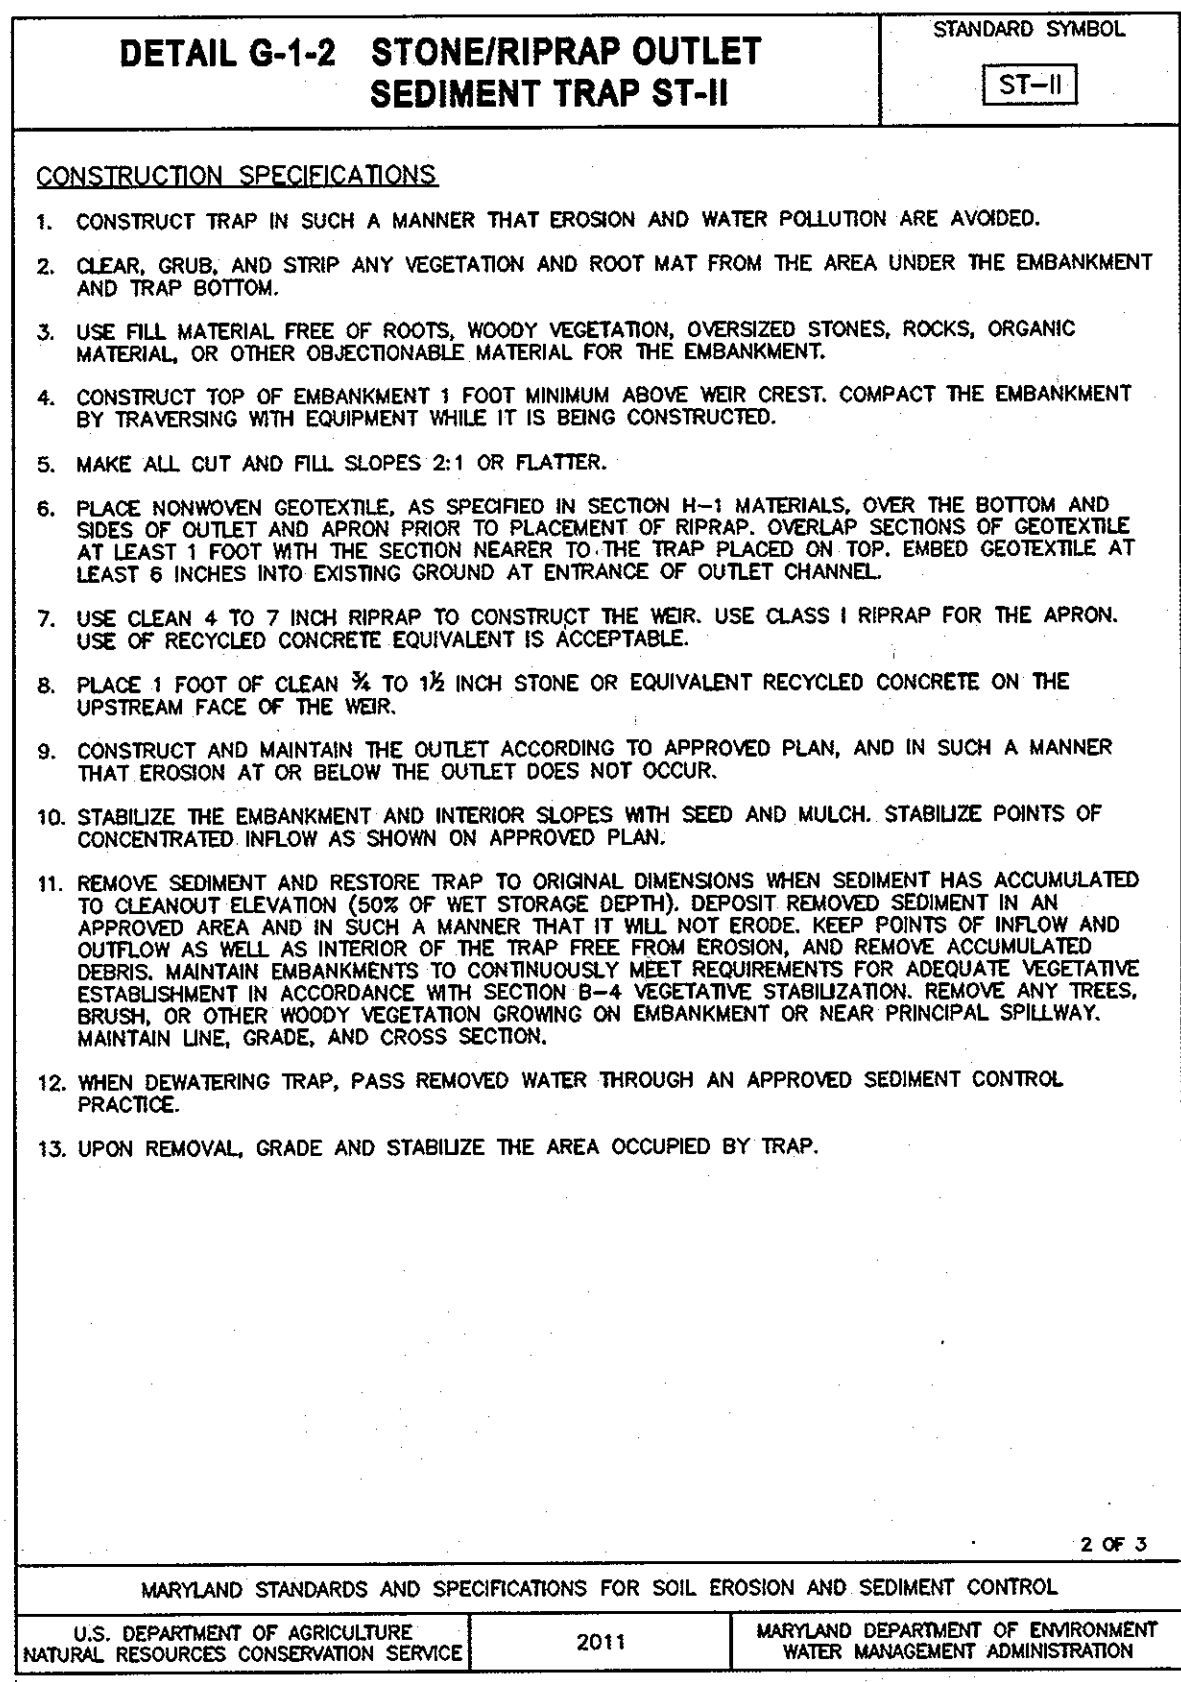 DETAIL G-1-2 STONE/RIPRAP OUTLET
SEDIMENT TRAP ST-II
STANDARD SYMBOL
ST-II
CONSTRUCTION SPECIFICATIONS
1. CONSTRUCT TRAP IN SUCH A MANNER THAT EROSION AND WATER POLLUTION ARE AVOIDED.
2. CLEAR, GRUB, AND STRIP ANY VEGETATION AND ROOT MAT FROM THE AREA UNDER THE EMBANKMENT
AND TRAP BOTTOM.
3. USE FILL MATERIAL FREE OF ROOTS, WOODY VEGETATION, OVERSIZED STONES, ROCKS, ORGANIC
MATERIAL, OR OTHER OBJECTIONABLE MATERIAL FOR THE EMBANKMENT.
4. CONSTRUCT TOP OF EMBANKMENT 1 FOOT MINIMUM ABOVE WEIR CREST. COMPACT THE EMBANKMENT
BY TRAVERSING WITH EQUIPMENT WHILE IT IS BEING CONSTRUCTED.
5. MAKE ALL CUT AND FILL SLOPES 2:1 OR FLATTER.
6. PLACE NONWOVEN GEOTEXTILE, AS SPECIFIED IN SECTION H-1 MATERIALS, OVER THE BOTTOM AND
SIDES OF OUTLET AND APRON PRIOR TO PLACEMENT OF RIPRAP. OVERLAP SECTIONS OF GEOTEXTILE
AT LEAST 1 FOOT WITH THE SECTION NEARER TO THE TRAP PLACED ON TOP. EMBED GEOTEXTILE AT
LEAST 6 INCHES INTO EXISTING GROUND AT ENTRANCE OF OUTLET CHANNEL.
7. USE CLEAN 4 TO 7 INCH RIPRAP TO CONSTRUCT THE WEIR. USE CLASS I RIPRAP FOR THE APRON.
USE OF RECYCLED CONCRETE EQUIVALENT IS ACCEPTABLE.
8. PLACE 1 FOOT OF CLEAN ¾ TO 1½ INCH STONE OR EQUIVALENT RECYCLED CONCRETE ON THE
UPSTREAM FACE OF THE WEIR.
9. CONSTRUCT AND MAINTAIN THE OUTLET ACCORDING TO APPROVED PLAN, AND IN SUCH A MANNER
THAT EROSION AT OR BELOW THE OUTLET DOES NOT OCCUR.
10. STABILIZE THE EMBANKMENT AND INTERIOR SLOPES WITH SEED AND MULCH. STABILIZE POINTS OF
CONCENTRATED INFLOW AS SHOWN ON APPROVED PLAN.
11. REMOVE SEDIMENT AND RESTORE TRAP TO ORIGINAL DIMENSIONS WHEN SEDIMENT HAS ACCUMULATED
TO CLEANOUT ELEVATION (50% OF WET STORAGE DEPTH). DEPOSIT REMOVED SEDIMENT IN AN
APPROVED AREA AND IN SUCH A MANNER THAT IT WILL NOT ERODE. KEEP POINTS OF INFLOW AND
OUTFLOW AS WELL AS INTERIOR OF THE TRAP FREE FROM EROSION, AND REMOVE ACCUMULATED
DEBRIS. MAINTAIN EMBANKMENTS TO CONTINUOUSLY MEET REQUIREMENTS FOR ADEQUATE VEGETATIVE
ESTABLISHMENT IN ACCORDANCE WITH SECTION B-4 VEGETATIVE STABILIZATION. REMOVE ANY TREES,
BRUSH, OR OTHER WOODY VEGETATION GROWING ON EMBANKMENT OR NEAR PRINCIPAL SPILLWAY.
MAINTAIN LINE, GRADE, AND CROSS SECTION.
12. WHEN DEWATERING TRAP, PASS REMOVED WATER THROUGH AN APPROVED SEDIMENT CONTROL
PRACTICE.
13. UPON REMOVAL, GRADE AND STABILIZE THE AREA OCCUPIED BY TRAP.
2 OF 3
MARYLAND STANDARDS AND SPECIFICATIONS FOR SOIL EROSION AND SEDIMENT CONTROL
U.S. DEPARTMENT OF AGRICULTURE
NATURAL RESOURCES CONSERVATION SERVICE
2011
MARYLAND DEPARTMENT OF ENVIRONMENT
WATER MANAGEMENT ADMINISTRATION